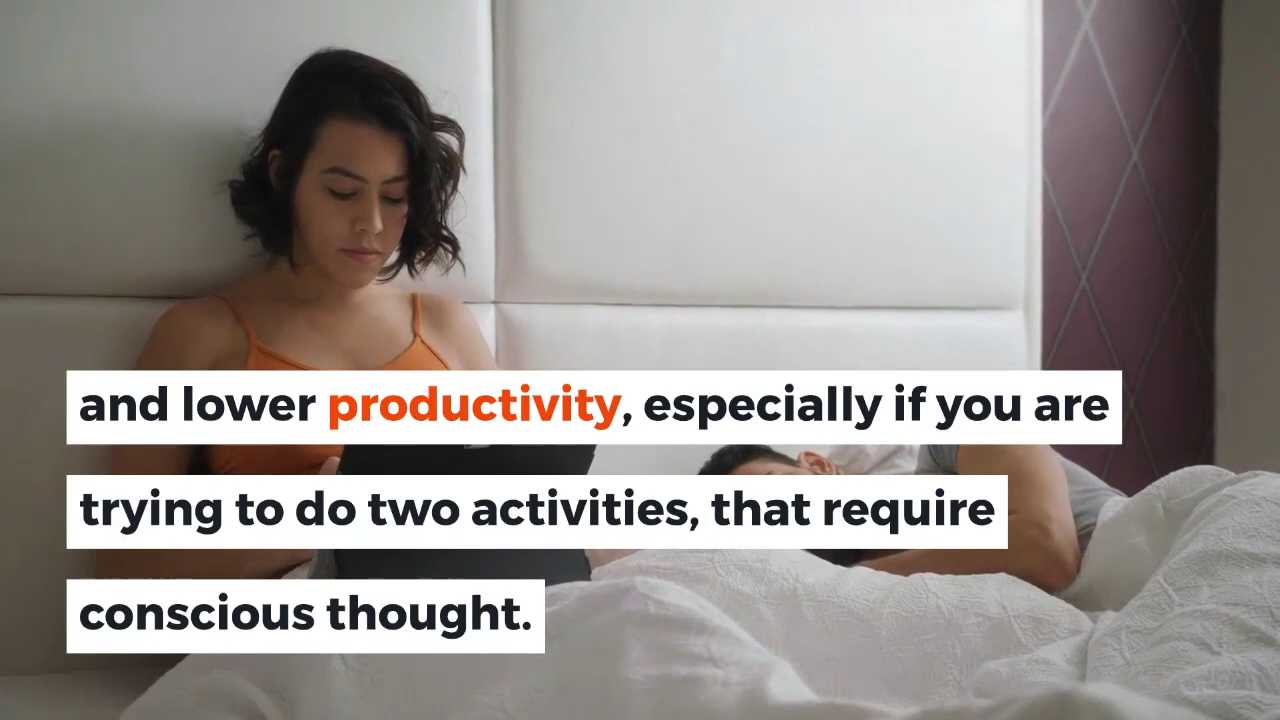 and lower productivity, especially if you are
trying to do two activities, that require
conscious thought.